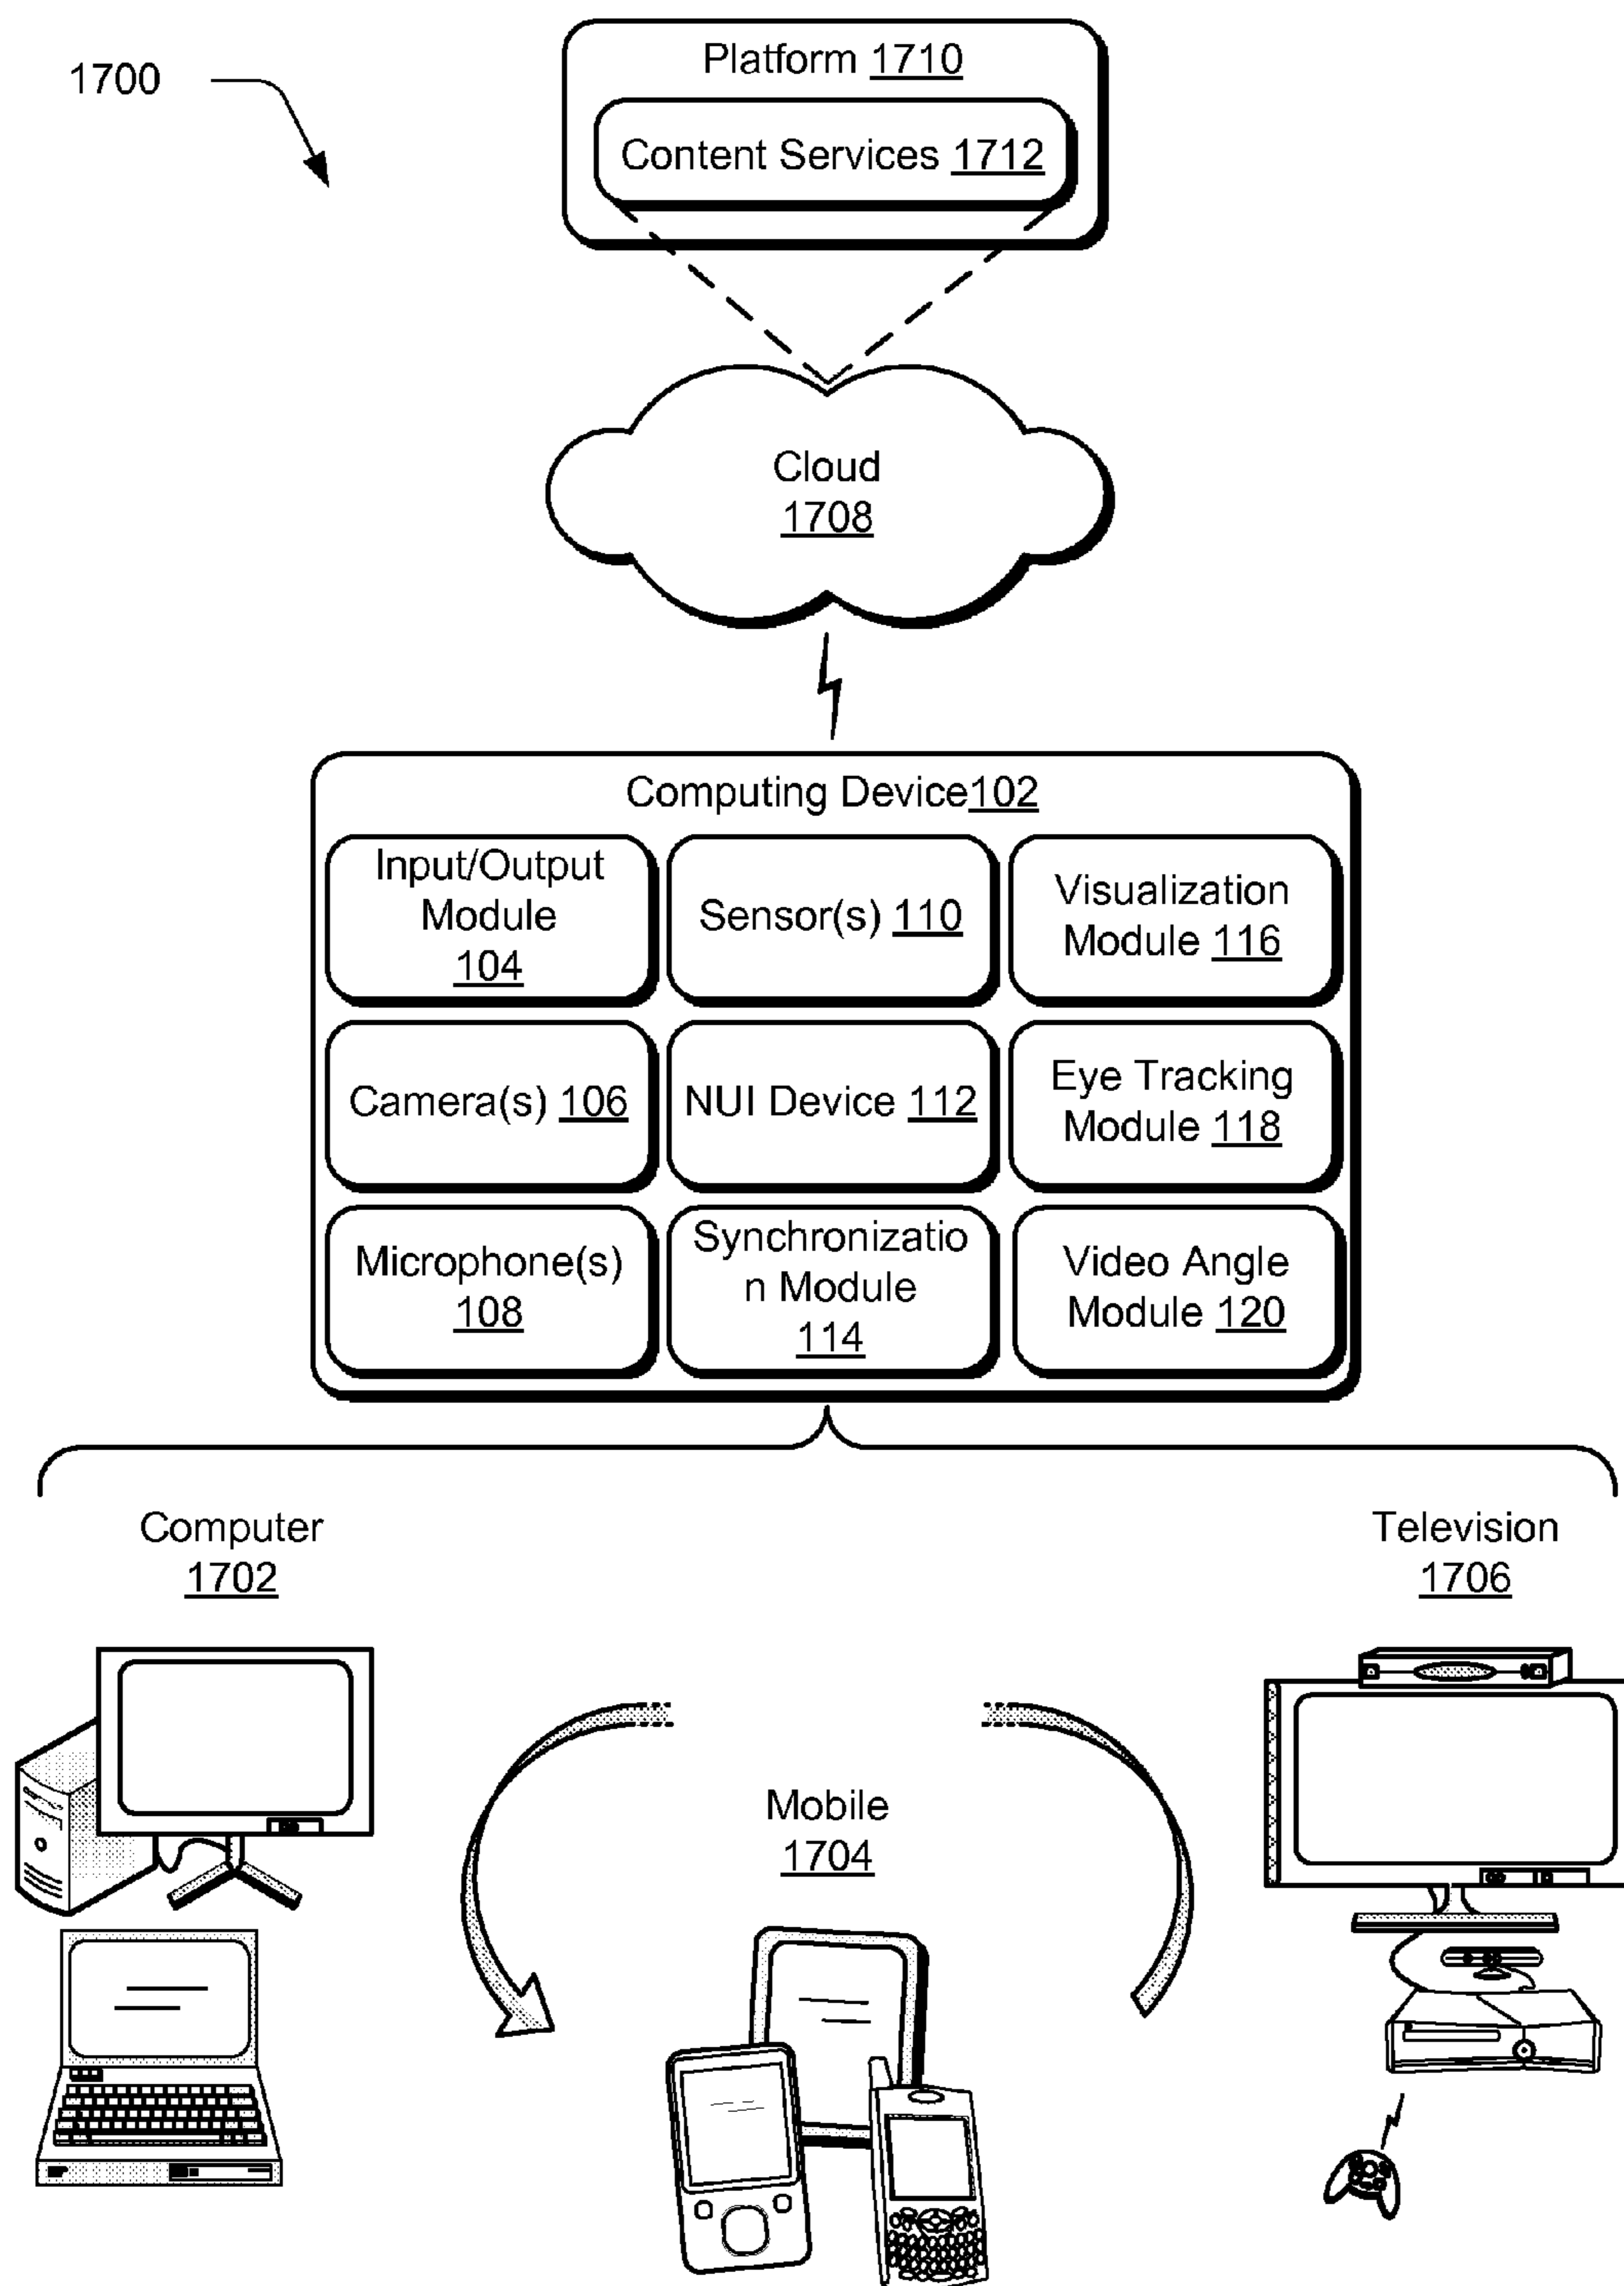 1700
Platform 1710
Content Services 1712
Cloud
1708
Computing Device102
Input/Output
Module
104
Sensor(s) 110
Visualization
Module 116
Camera(s) 106
NUI Device 112
Eye Tracking
Module 118
Microphone(s)
108
Synchronizatio
n Module
114
Video Angle
Module 120
Computer
1702
Mobile
1704
Television
1706